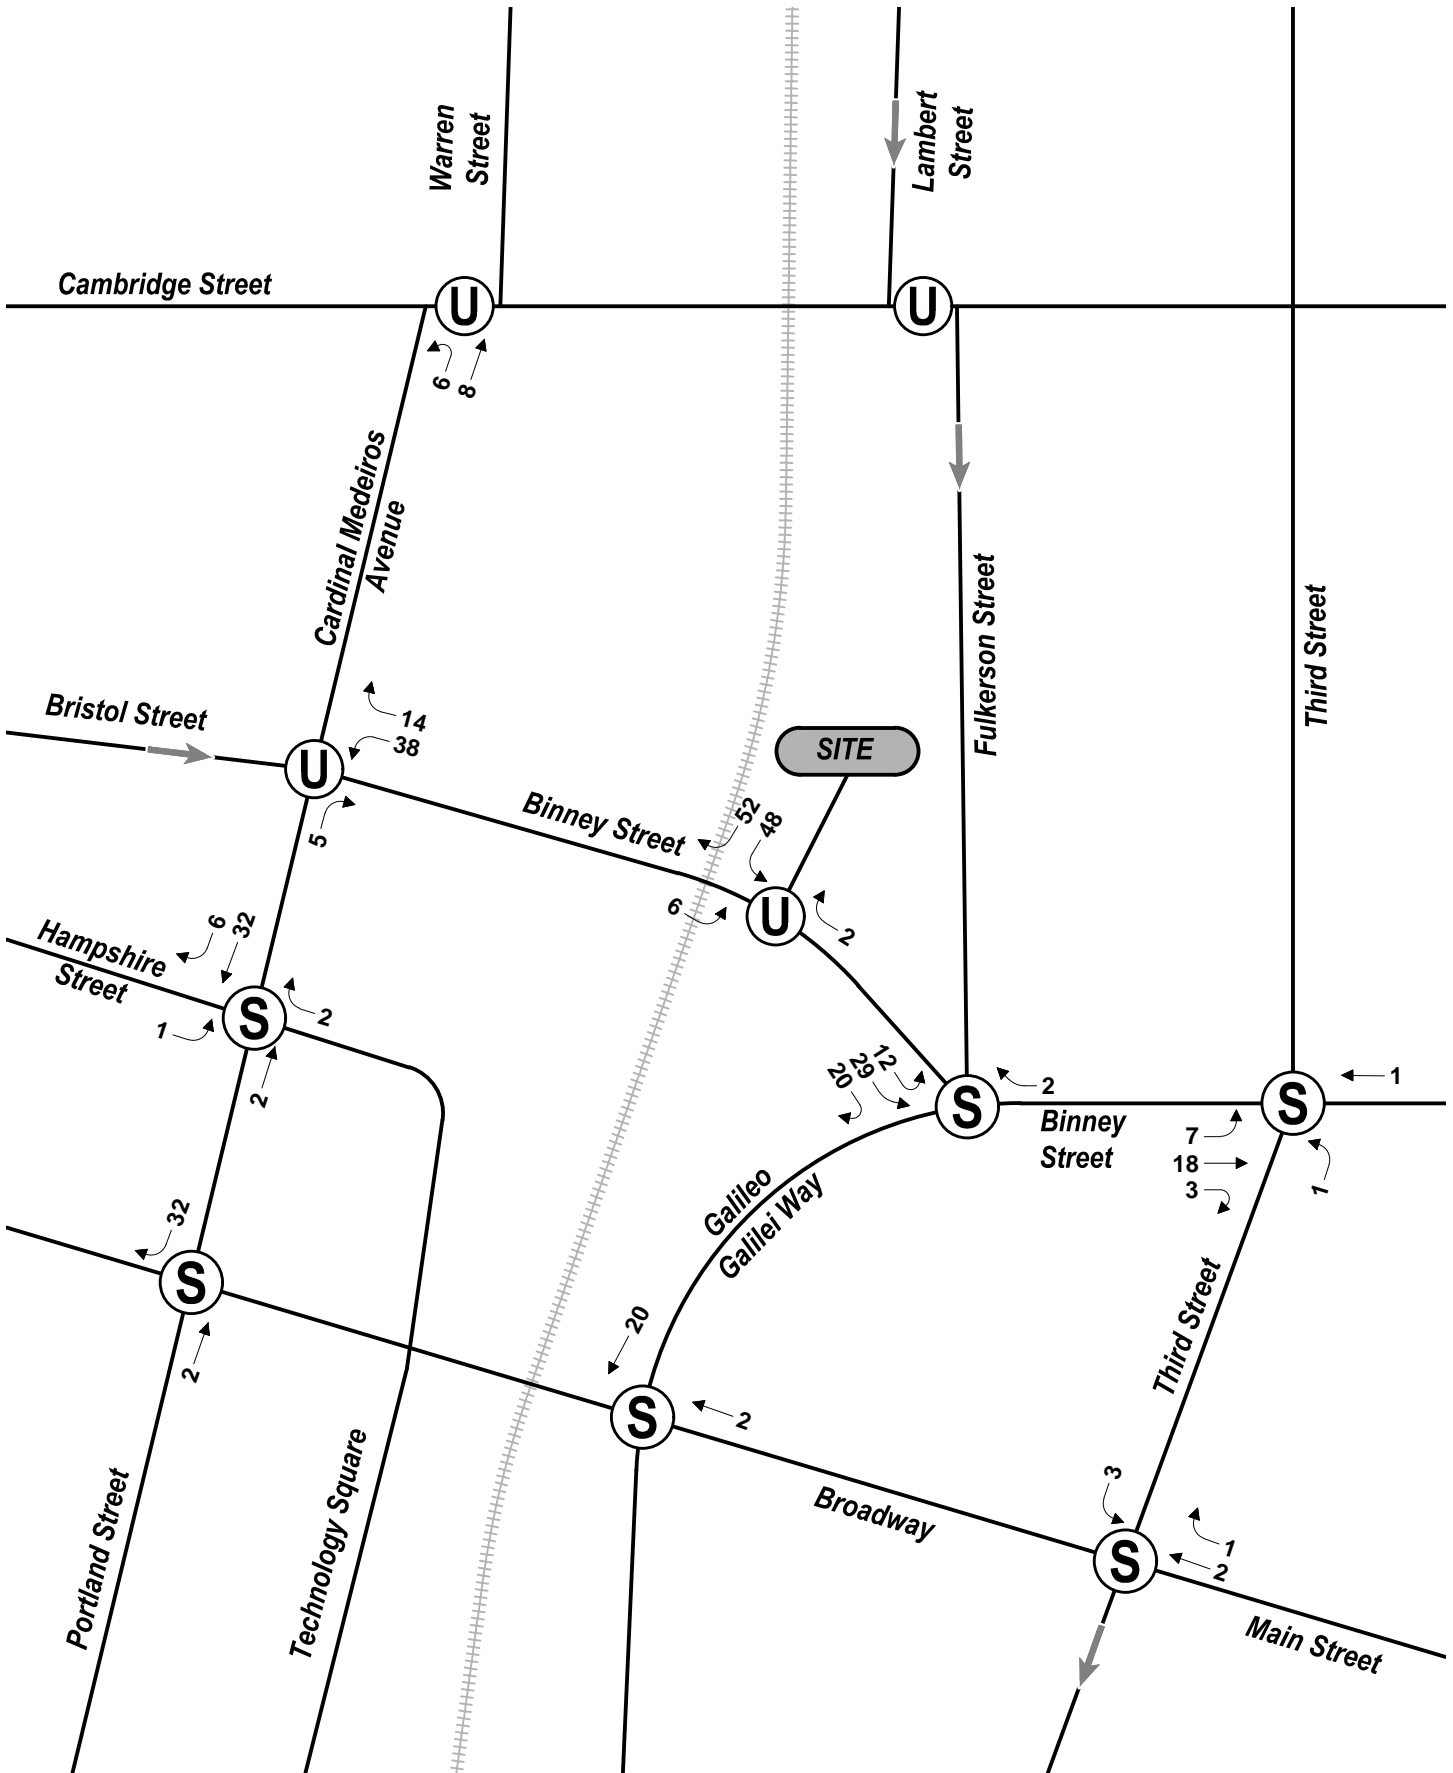 Warren
Street
Lambert
Street
Cambridge Street
U
U
6
8
Cardinal Medeiros
Avenue
Fulkerson Street
Third Street
Bristol Street
14
38
U
5
SITE
Binney Street
52
48
6
U
2
Hampshire
Street
6
32
1
S
2
2
20
29
12
S
2
Binney
Street
S
1
7
18
3
1
32
S
2
Galileo
Galilei Way
Third Street
20
S
2
Portland Street
Technology Square
Broadway
3
S
1
2
Main Street